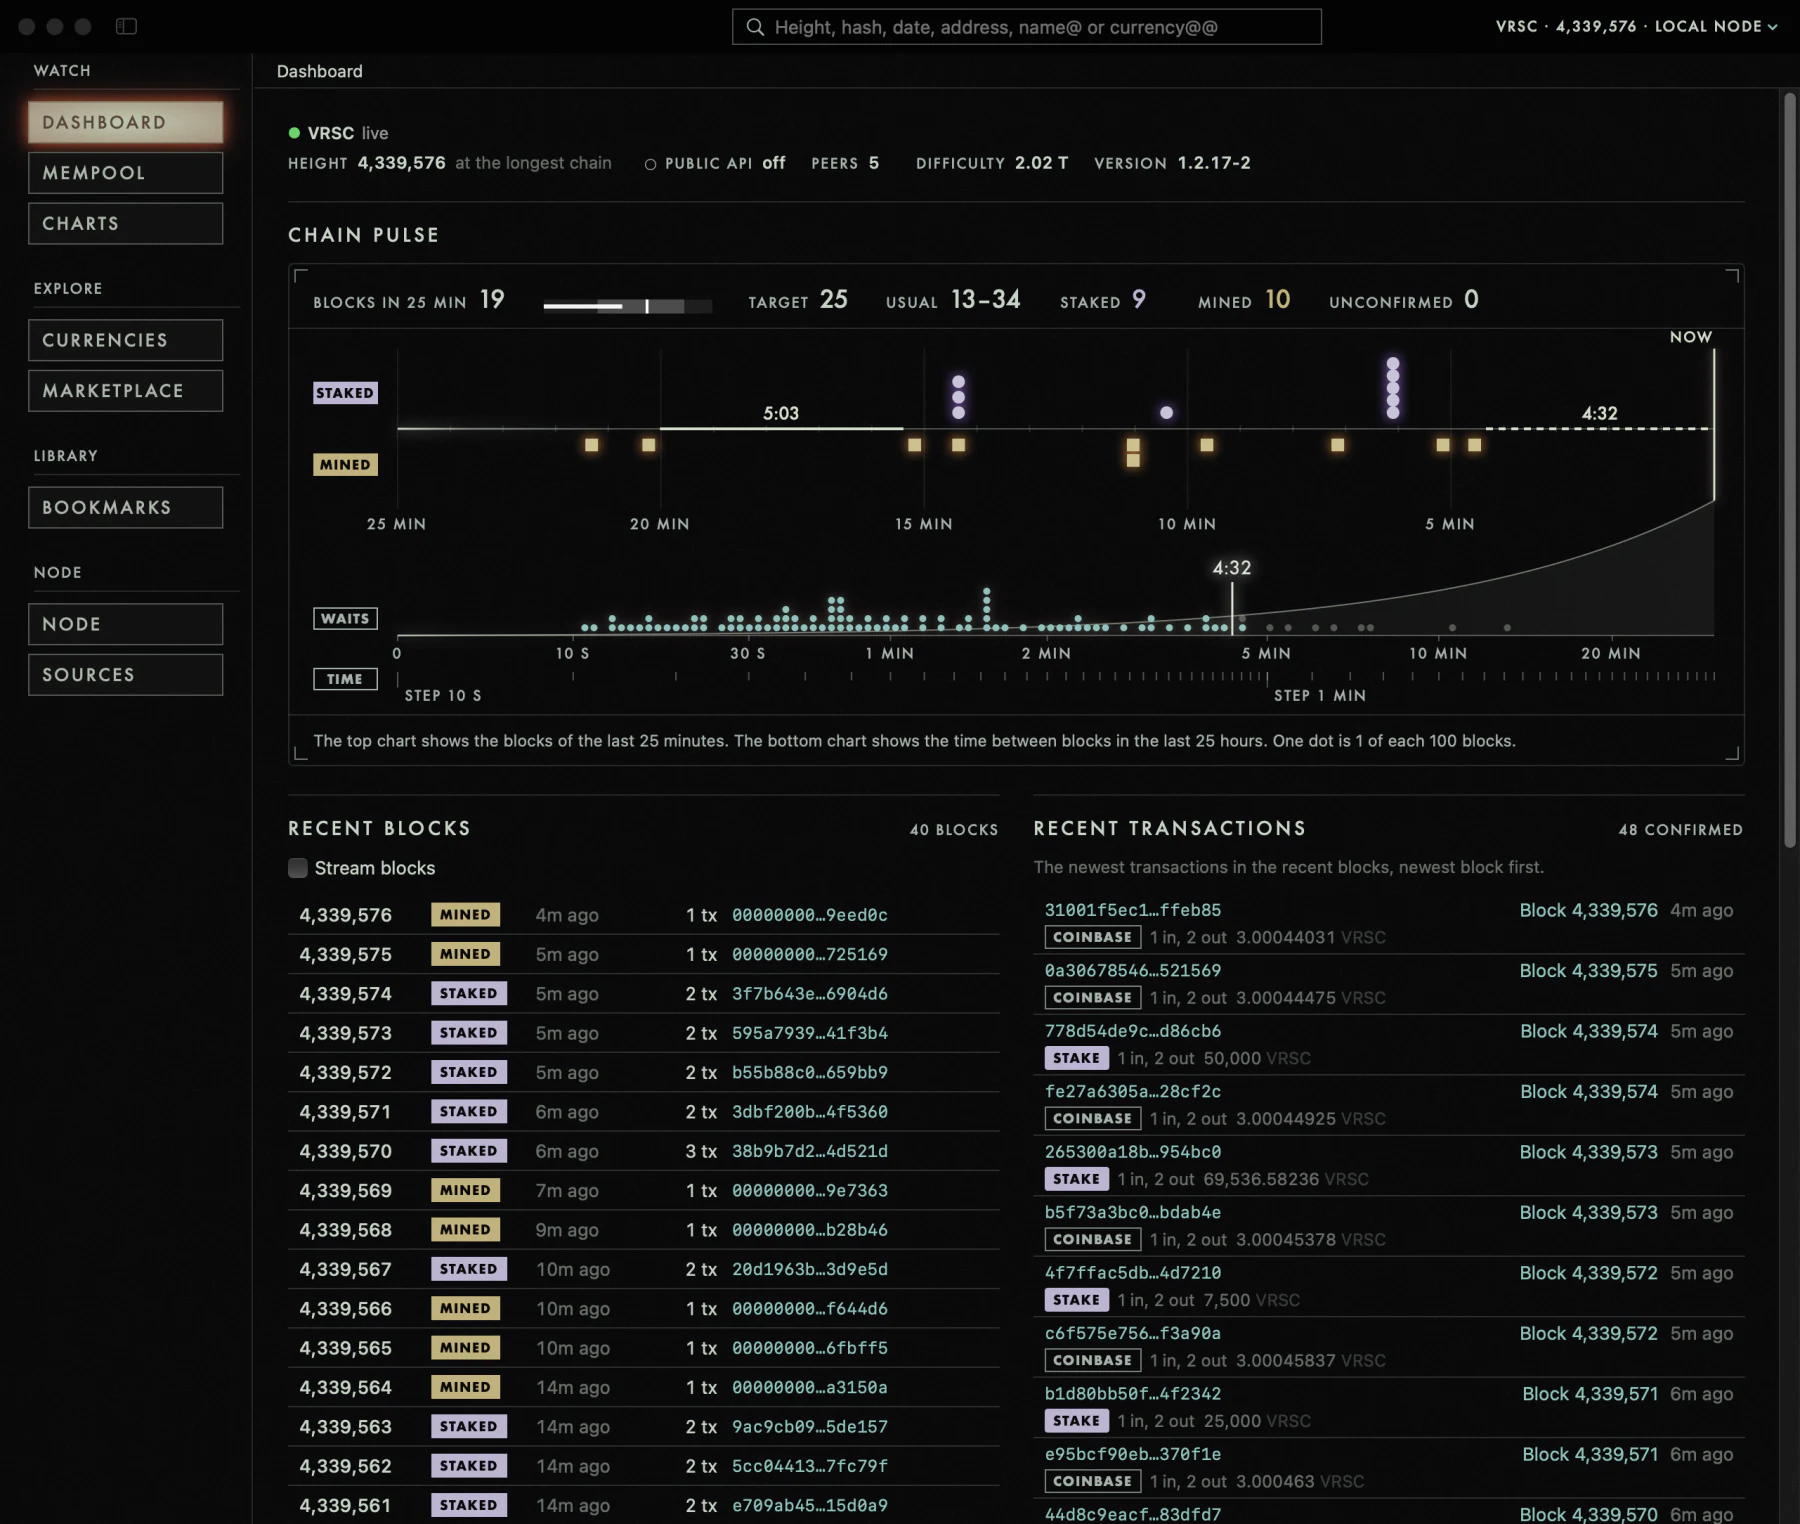 Height, hash, date, address, name@ or currency@@
VRSC · 4,339,576 · LOCAL NODE
WATCH
DASHBOARD
MEMPOOL
CHARTS
EXPLORE
CURRENCIES
MARKETPLACE
LIBRARY
BOOKMARKS
NODE
NODE
SOURCES
Dashboard
VRSC live
HEIGHT 4,339,576 at the longest chain PUBLIC API off PEERS 5 DIFFICULTY 2.02 T VERSION 1.2.17-2
CHAIN PULSE
BLOCKS IN 25 MIN 19 TARGET 25 USUAL 13–34 STAKED 9 MINED 10 UNCONFIRMED 0
NOW
STAKED
5:03 4:32
MINED
25 MIN 20 MIN 15 MIN 10 MIN 5 MIN
4:32
WAITS
0 10 S 30 S 1 MIN 2 MIN 5 MIN 10 MIN 20 MIN
TIME
STEP 10 S STEP 1 MIN
The top chart shows the blocks of the last 25 minutes. The bottom chart shows the time between blocks in the last 25 hours. One dot is 1 of each 100 blocks.
RECENT BLOCKS 40 BLOCKS
Stream blocks
4,339,576 MINED 4m ago 1 tx 00000000…9eed0c
4,339,575 MINED 5m ago 1 tx 00000000…725169
4,339,574 STAKED 5m ago 2 tx 3f7b643e…6904d6
4,339,573 STAKED 5m ago 2 tx 595a7939…41f3b4
4,339,572 STAKED 5m ago 2 tx b55b88c0…659bb9
4,339,571 STAKED 6m ago 2 tx 3dbf200b…4f5360
4,339,570 STAKED 6m ago 3 tx 38b9b7d2…4d521d
4,339,569 MINED 7m ago 1 tx 00000000…9e7363
4,339,568 MINED 9m ago 1 tx 00000000…b28b46
4,339,567 STAKED 10m ago 2 tx 20d1963b…3d9e5d
4,339,566 MINED 10m ago 1 tx 00000000…f644d6
4,339,565 MINED 10m ago 1 tx 00000000…6fbff5
4,339,564 MINED 14m ago 1 tx 00000000…a3150a
4,339,563 STAKED 14m ago 2 tx 9ac9cb09…5de157
4,339,562 STAKED 14m ago 2 tx 5cc04413…7fc79f
4,339,561 STAKED 14m ago 2 tx e709ab45…15d0a9
RECENT TRANSACTIONS 48 CONFIRMED
The newest transactions in the recent blocks, newest block first.
31001f5ec1…ffeb85 Block 4,339,576 4m ago
COINBASE 1 in, 2 out 3.00044031 VRSC
0a30678546…521569 Block 4,339,575 5m ago
COINBASE 1 in, 2 out 3.00044475 VRSC
778d54de9c…d86cb6 Block 4,339,574 5m ago
STAKE 1 in, 2 out 50,000 VRSC
fe27a6305a…28cf2c Block 4,339,574 5m ago
COINBASE 1 in, 2 out 3.00044925 VRSC
265300a18b…954bc0 Block 4,339,573 5m ago
STAKE 1 in, 2 out 69,536.58236 VRSC
b5f73a3bc0…bdab4e Block 4,339,573 5m ago
COINBASE 1 in, 2 out 3.00045378 VRSC
4f7ffac5db…4d7210 Block 4,339,572 5m ago
STAKE 1 in, 2 out 7,500 VRSC
c6f575e756…f3a90a Block 4,339,572 5m ago
COINBASE 1 in, 2 out 3.00045837 VRSC
b1d80bb50f…4f2342 Block 4,339,571 6m ago
STAKE 1 in, 2 out 25,000 VRSC
e95bcf90eb…370f1e Block 4,339,571 6m ago
COINBASE 1 in, 2 out 3.000463 VRSC
44d8c9eacf…83dfd7 Block 4,339,570 6m ago